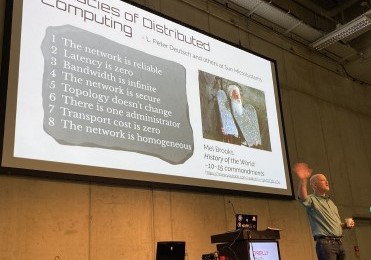 acies of Distributed
Computing
- L. Peter Deutsch and others at Sun Microsystems
1 The network is reliable
2 Latency is zero
3 Bandwidth is infinite
4 The network is secure
5 Topology doesn't change
6 There is one administrator
7 Transport cost is zero
8 The network is homogeneous
Mel Brooks
History of the World
-10-15 commandments